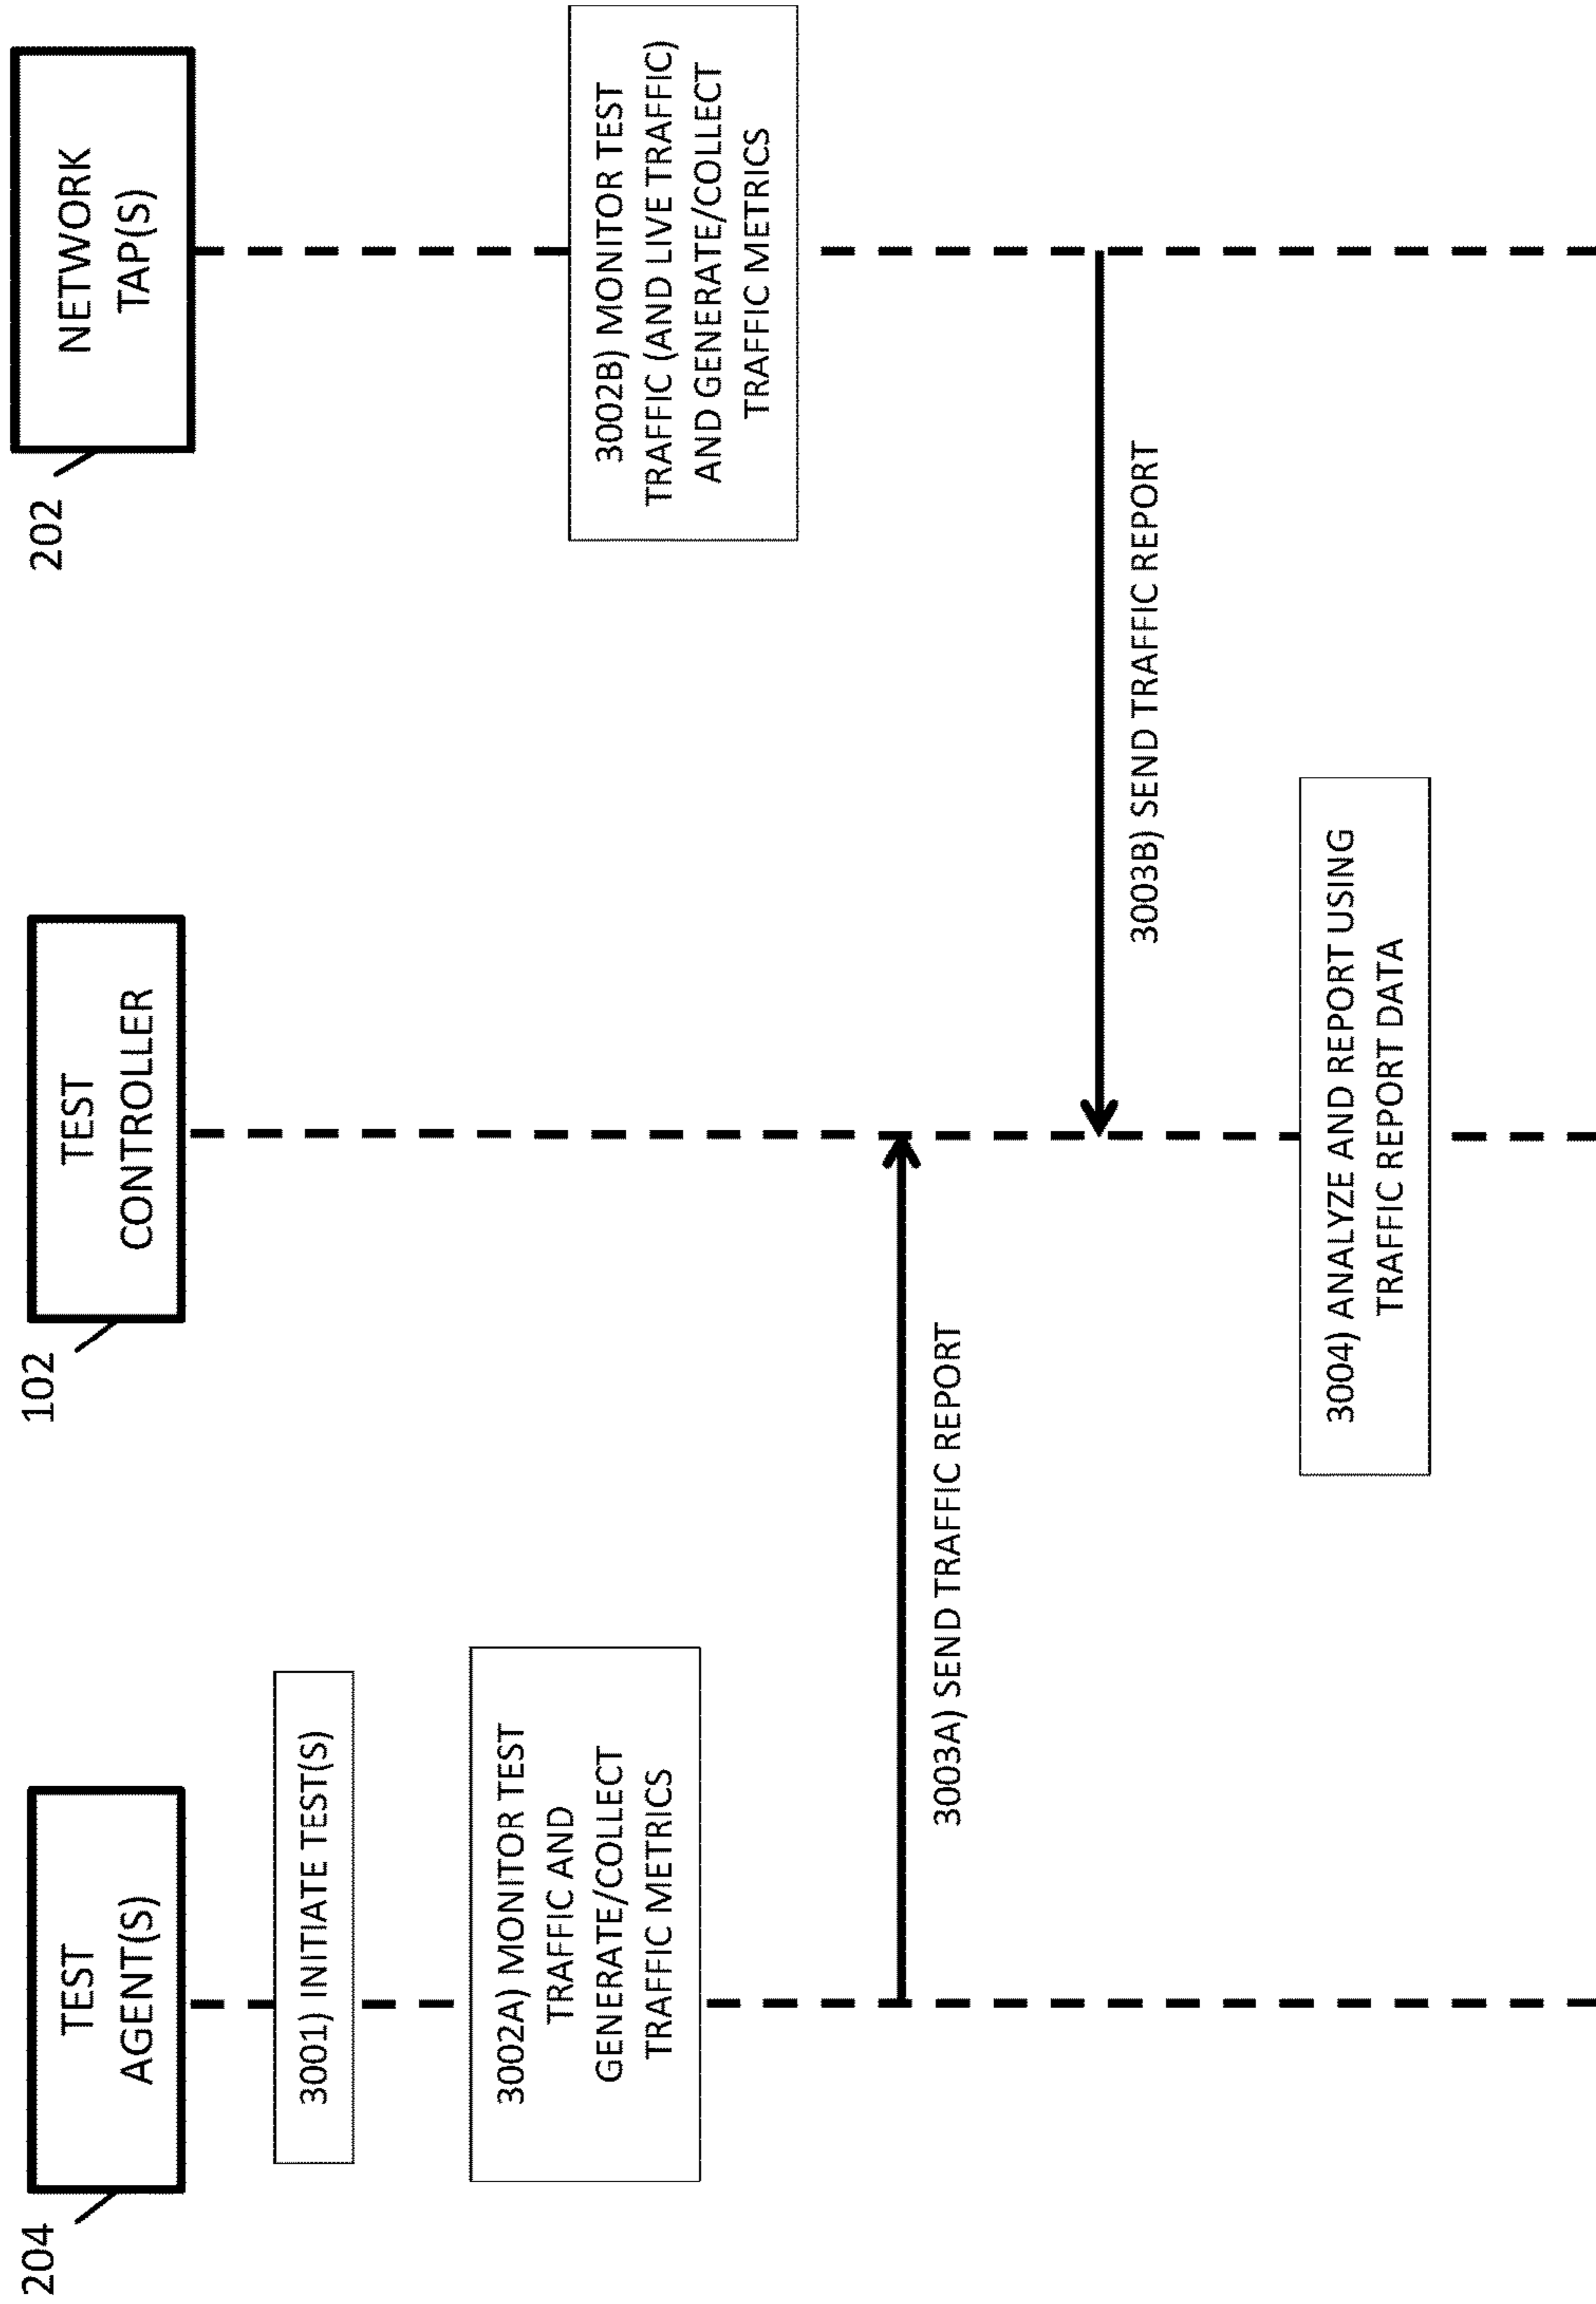 204
TEST
AGENT(S)
102
TEST
CONTROLLER
202
NETWORK
TAP(S)
3001) INITIATE TEST(S)
3002A) MONITOR TEST
TRAFFIC AND
GENERATE/COLLECT
TRAFFIC METRICS
3002B) MONITOR TEST
TRAFFIC (AND LIVE TRAFFIC)
AND GENERATE/COLLECT
TRAFFIC METRICS
3003A) SEND TRAFFIC REPORT
3003B) SEND TRAFFIC REPORT
3004) ANALYZE AND REPORT USING
TRAFFIC REPORT DATA